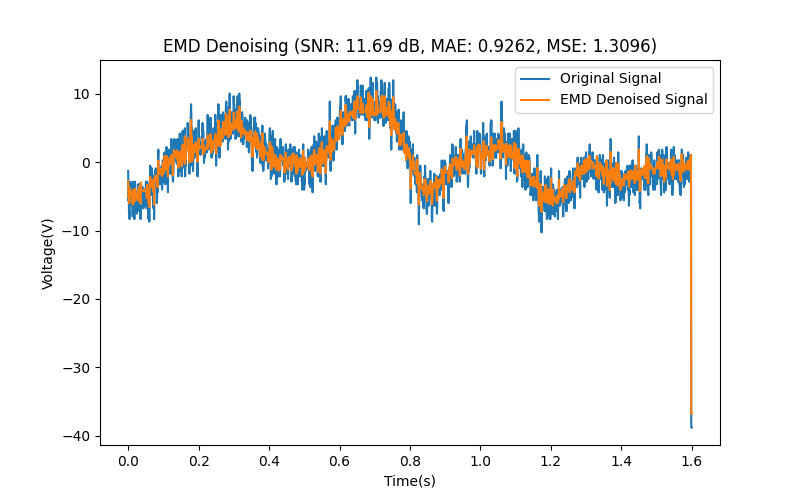 EMD Denoising (SNR: 11.69 dB, MAE: 0.9262, MSE: 1.3096)
Original Signal
EMD Denoised Signal
10
0
−10
−20
−30
−40
Voltage(V)
0.0 0.2 0.4 0.6 0.8 1.0 1.2 1.4 1.6
Time(s)